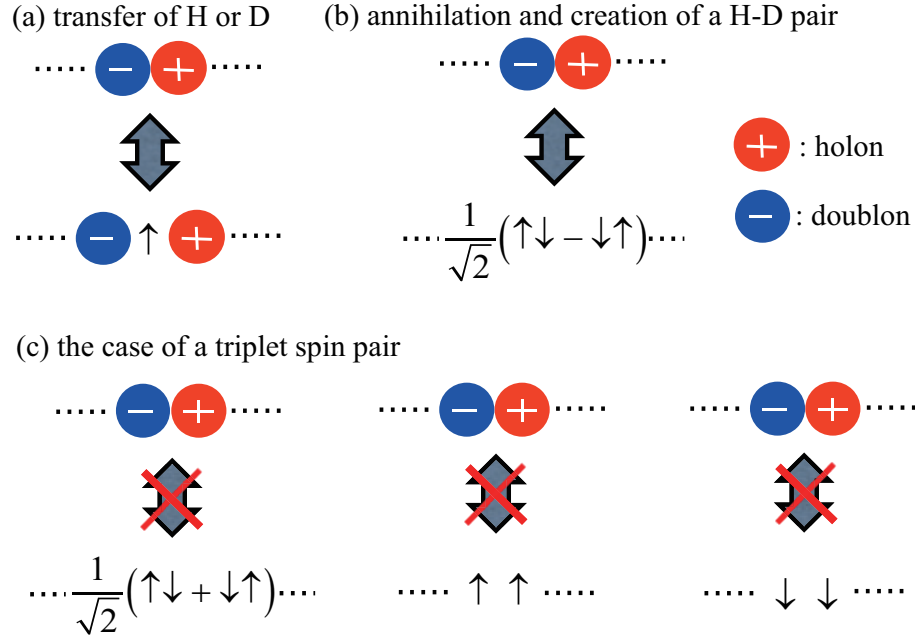 (a) transfer of H or D
(b) annihilation and creation of a H-D pair
..... − + .....
..... − + .....
+ : holon
..... − ↑ + .....
..... 1/√2 (↑↓ − ↓↑) .....
− : doublon
(c) the case of a triplet spin pair
..... − + .....
..... − + .....
..... − + .....
..... 1/√2 (↑↓ + ↓↑) .....
..... ↑ ↑ .....
..... ↓ ↓ .....